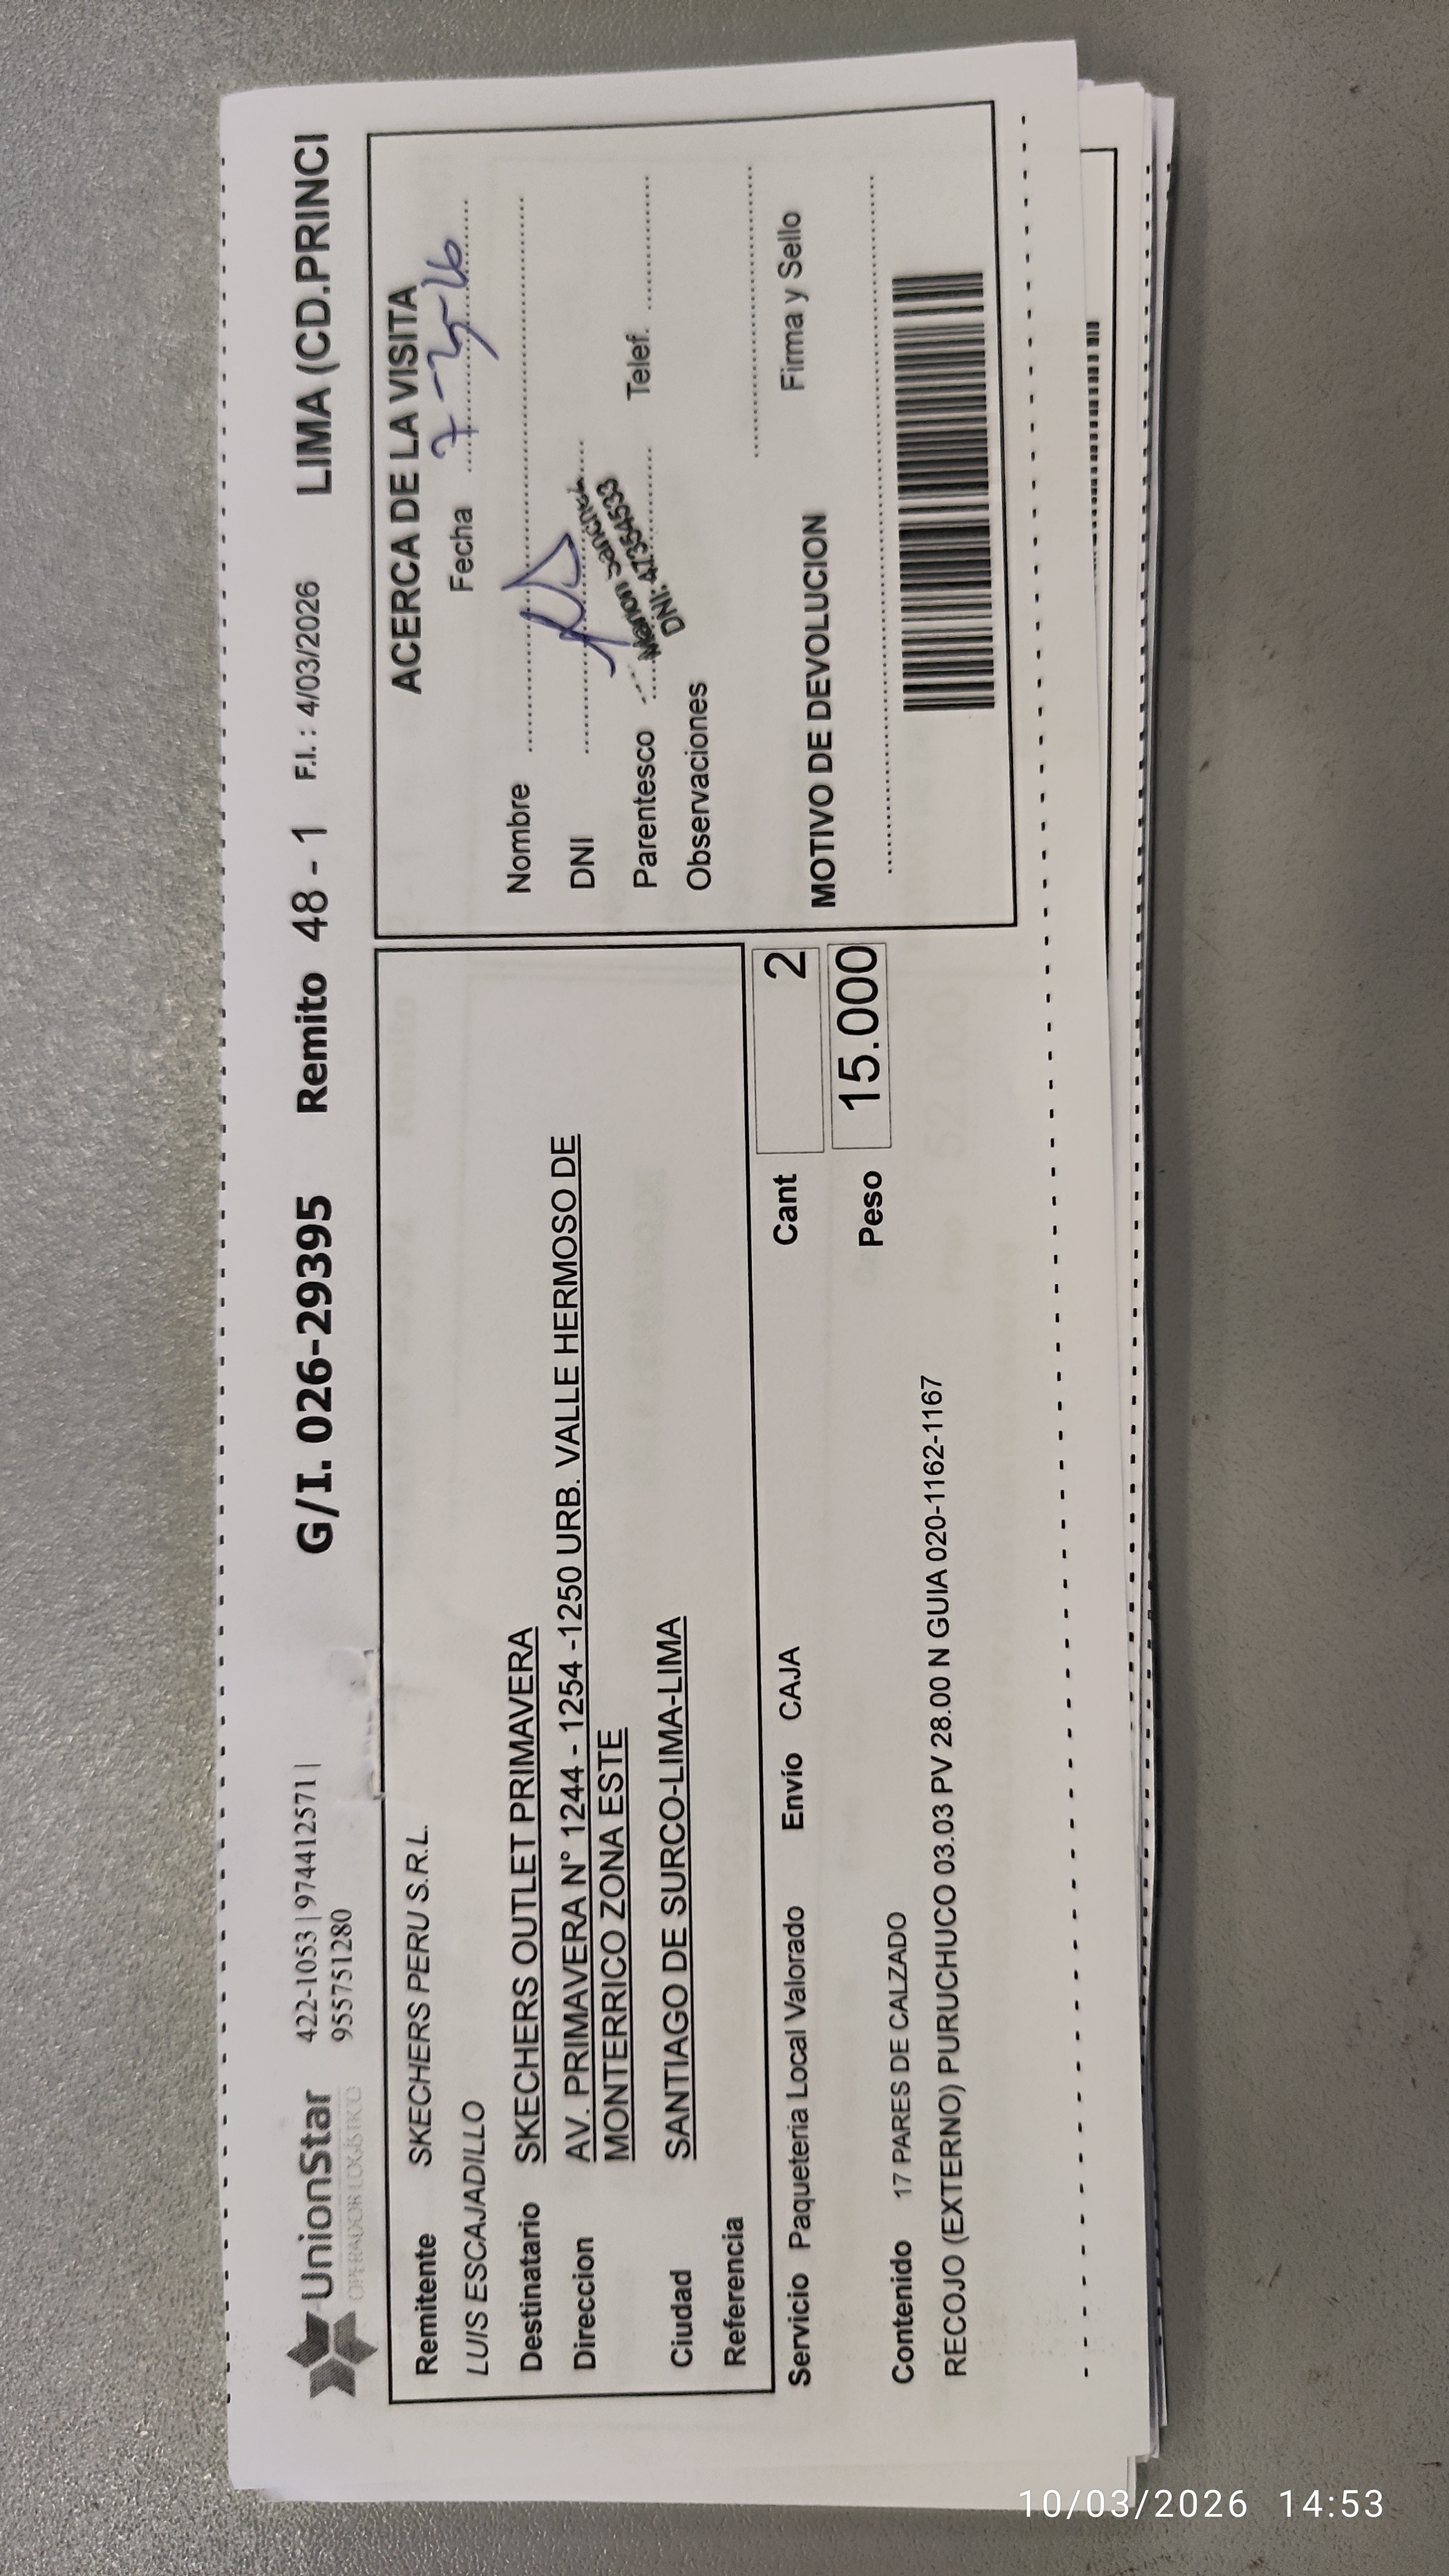 UnionStar
OPERADOR LOGÍSTICO
422-1053 | 974412571 |
955751280
G/I. 026-29395 Remito 48 - 1 F.I. : 4/03/2026 LIMA (CD.PRINCI
Remitente SKECHERS PERU S.R.L.
LUIS ESCAJADILLO
Destinatario SKECHERS OUTLET PRIMAVERA
Direccion AV. PRIMAVERA N° 1244 - 1254 -1250 URB. VALLE HERMOSO DE
MONTERRICO ZONA ESTE
Ciudad SANTIAGO DE SURCO-LIMA-LIMA
Referencia
Servicio Paqueteria Local Valorado Envío CAJA Cant 2
Peso 15.000
Contenido 17 PARES DE CALZADO
RECOJO (EXTERNO) PURUCHUCO 03.03 PV 28.00 N GUIA 020-1162-1167
ACERCA DE LA VISITA
Fecha
Nombre
DNI
Parentesco Telef.
Sanchez
DNI: 47354533
Observaciones
Firma y Sello
MOTIVO DE DEVOLUCION
10/03/2026 14:53